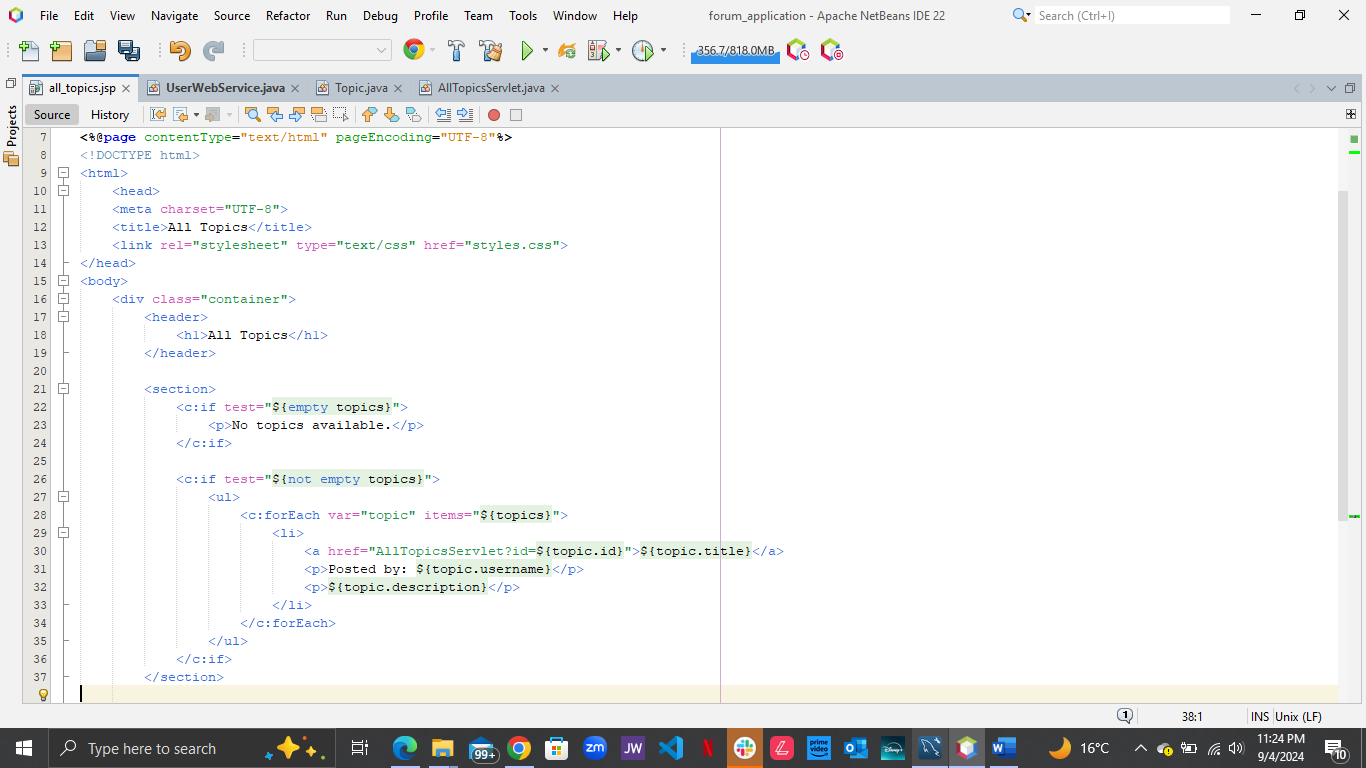 File Edit View Navigate Source Refactor Run Debug Profile Team Tools Window Help forum_application - Apache NetBeans IDE 22 Search (Ctrl+I)
356.7/818.0MB
all_topics.jsp UserWebService.java Topic.java AllTopicsServlet.java
Source History
Projects
7 <%@page contentType="text/html" pageEncoding="UTF-8"%>
8 <!DOCTYPE html>
9 <html>
10 <head>
11 <meta charset="UTF-8">
12 <title>All Topics</title>
13 <link rel="stylesheet" type="text/css" href="styles.css">
14 </head>
15 <body>
16 <div class="container">
17 <header>
18 <h1>All Topics</h1>
19 </header>
20
21 <section>
22 <c:if test="${empty topics}">
23 <p>No topics available.</p>
24 </c:if>
25
26 <c:if test="${not empty topics}">
27 <ul>
28 <c:forEach var="topic" items="${topics}">
29 <li>
30 <a href="AllTopicsServlet?id=${topic.id}">${topic.title}</a>
31 <p>Posted by: ${topic.username}</p>
32 <p>${topic.description}</p>
33 </li>
34 </c:forEach>
35 </ul>
36 </c:if>
37 </section>
1 38:1 INS Unix (LF)
Type here to search 99+ zm JW prime video Disney+ 16°C 11:24 PM
9/4/2024 10